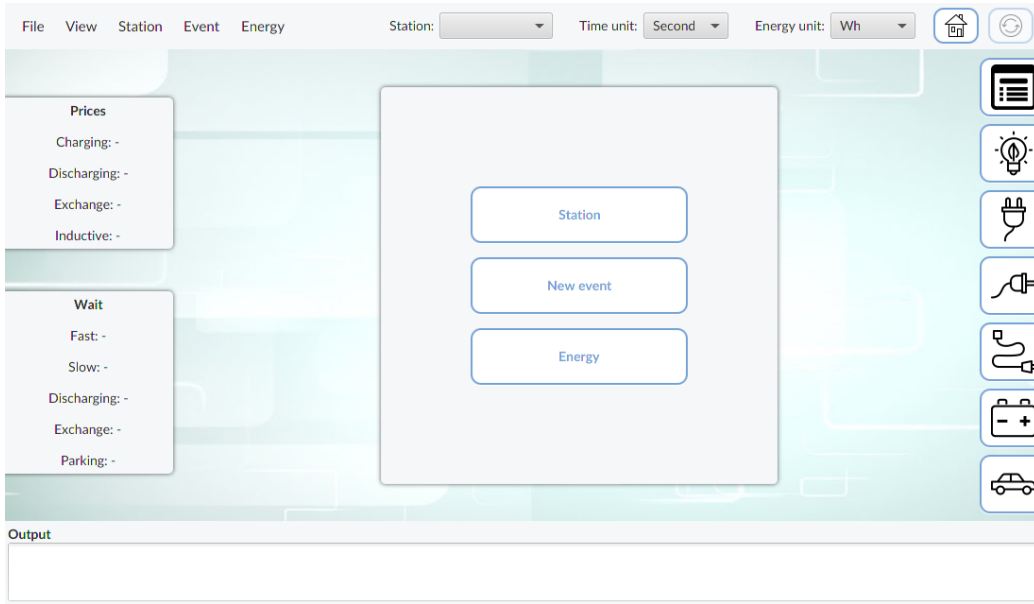 File View Station Event Energy Station: Time unit: Second Energy unit: Wh
Prices
Charging: -
Discharging: -
Exchange: -
Inductive: -
Wait
Fast: -
Slow: -
Discharging: -
Exchange: -
Parking: -
Station
New event
Energy
Output